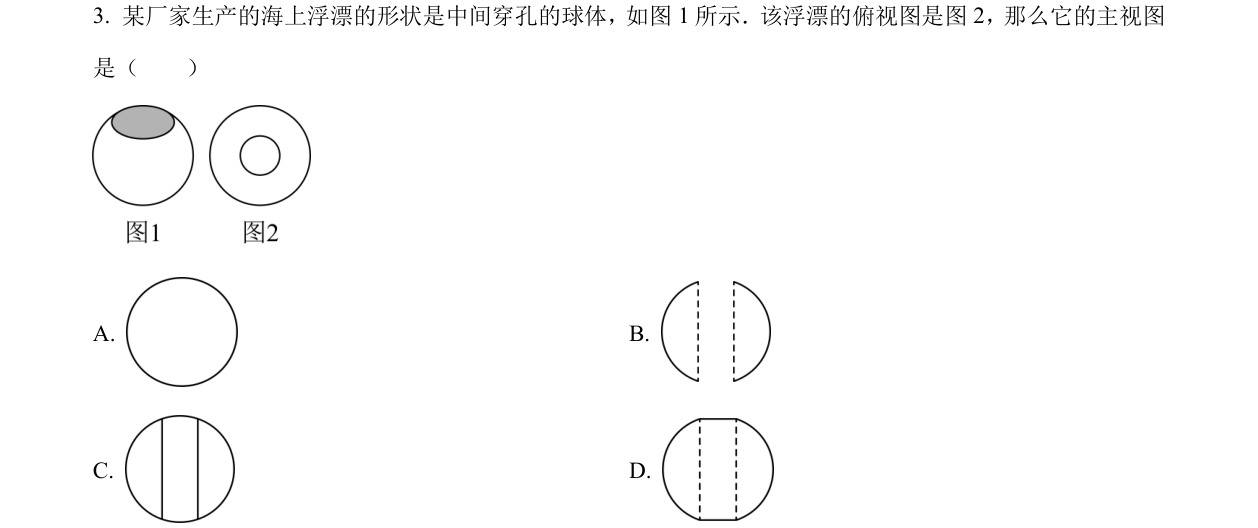 3. 某厂家生产的海上浮漂的形状是中间穿孔的球体，如图 1 所示．该浮漂的俯视图是图 2，那么它的主视图
是（　　）
图1 图2
A. B.
C. D.